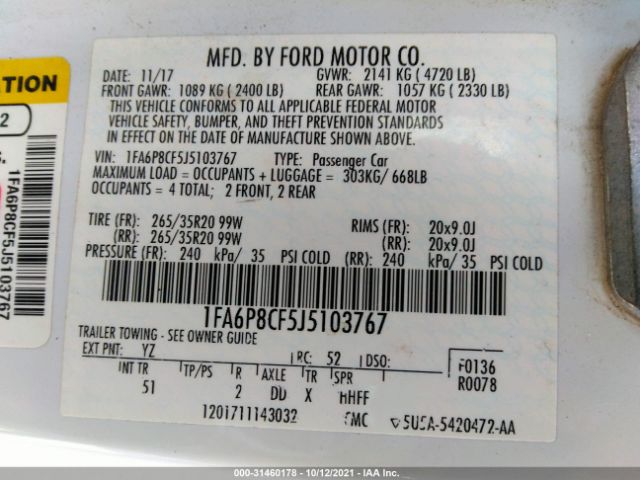 MFD. BY FORD MOTOR CO.
DATE: 11/17 GVWR: 2141 KG ( 4720 LB)
FRONT GAWR: 1089 KG ( 2400 LB) REAR GAWR: 1057 KG ( 2330 LB)
THIS VEHICLE CONFORMS TO ALL APPLICABLE FEDERAL MOTOR
VEHICLE SAFETY, BUMPER, AND THEFT PREVENTION STANDARDS
IN EFFECT ON THE DATE OF MANUFACTURE SHOWN ABOVE.
VIN: 1FA6P8CF5J5103767 TYPE: Passenger Car
MAXIMUM LOAD = OCCUPANTS + LUGGAGE = 303KG/ 668LB
OCCUPANTS = 4 TOTAL; 2 FRONT, 2 REAR
TIRE (FR): 265/35R20 99W RIMS (FR): 20x9.0J
(RR): 265/35R20 99W (RR): 20x9.0J
PRESSURE (FR): 240 kPa/ 35 PSI COLD (RR): 240 kPa/ 35 PSI COLD
1FA6P8CF5J5103767
TRAILER TOWING - SEE OWNER GUIDE
EXT PNT: YZ RC: 52 DSO: F0136
INT TR TP/PS R AXLE TR SPR R0078
51 2 DD X HHFF
1201711143032 5U5A-5420472-AA
2
1FA6P8CF5J5103767
000-31460178 - 10/12/2021 - IAA Inc.